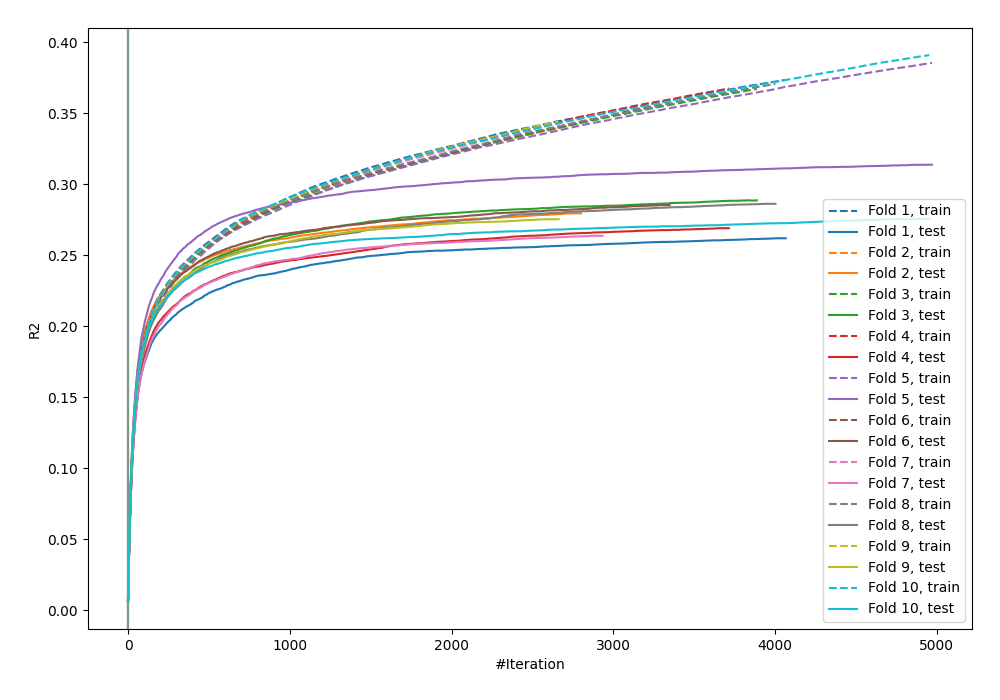 0.40
0.35
0.30
0.25
0.20
0.15
0.10
0.05
0.00
R2
0 1000 2000 3000 4000 5000
#Iteration
Fold 1, train
Fold 1, test
Fold 2, train
Fold 2, test
Fold 3, train
Fold 3, test
Fold 4, train
Fold 4, test
Fold 5, train
Fold 5, test
Fold 6, train
Fold 6, test
Fold 7, train
Fold 7, test
Fold 8, train
Fold 8, test
Fold 9, train
Fold 9, test
Fold 10, train
Fold 10, test